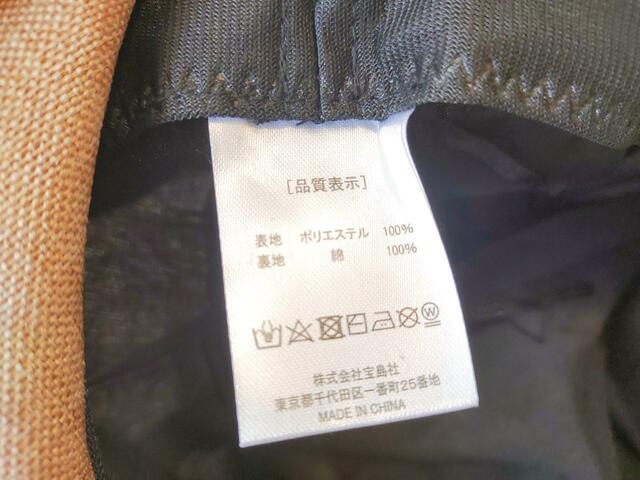 [品質表示]
表地 ポリエステル 100%
裏地 綿 100%
W
株式会社宝島社
東京都千代田区一番町25番地
MADE IN CHINA